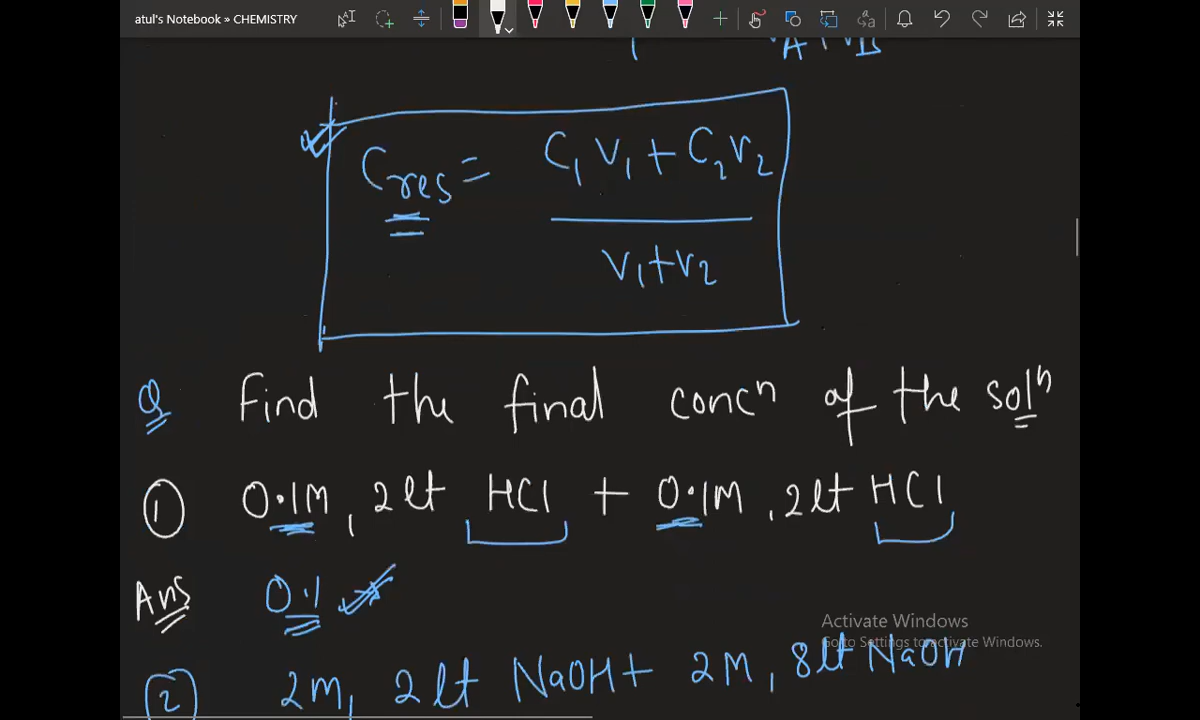 atul's Notebook » CHEMISTRY
Cres = C₁V₁ + C₂V₂
V₁+V₂
Q Find the final concⁿ of the solⁿ
① 0.1M, 2lt HCl + 0.1M, 2lt HCl
Ans 0.1
Activate Windows
Go to Settings to activate Windows.
② 2M, 2lt NaOH + 2M, 8lt NaOH